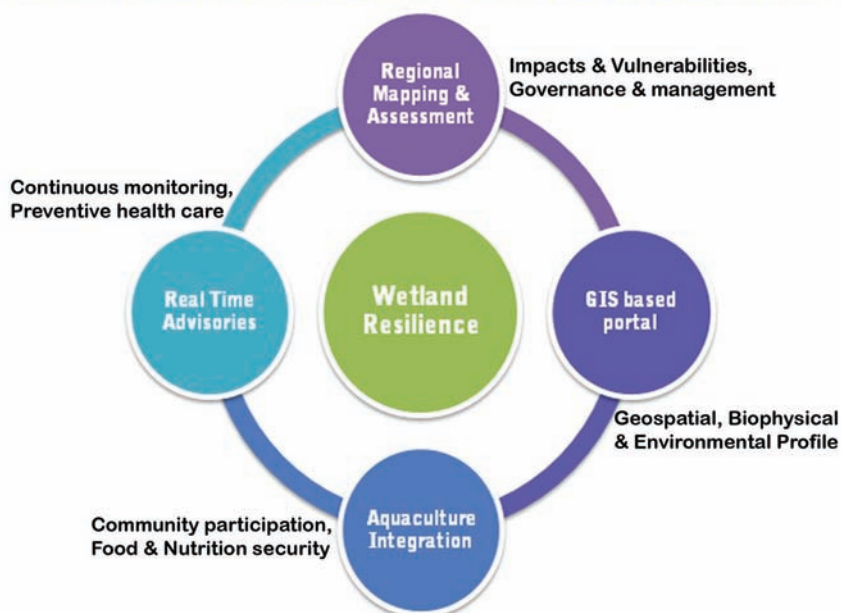 Regional
Mapping &
Assessment
Impacts & Vulnerabilities,
Governance & management
Continuous monitoring,
Preventive health care
Real Time
Advisories
Wetland
Resilience
GIS based
portal
Geospatial, Biophysical
& Environmental Profile
Community participation,
Food & Nutrition security
Aquaculture
Integration